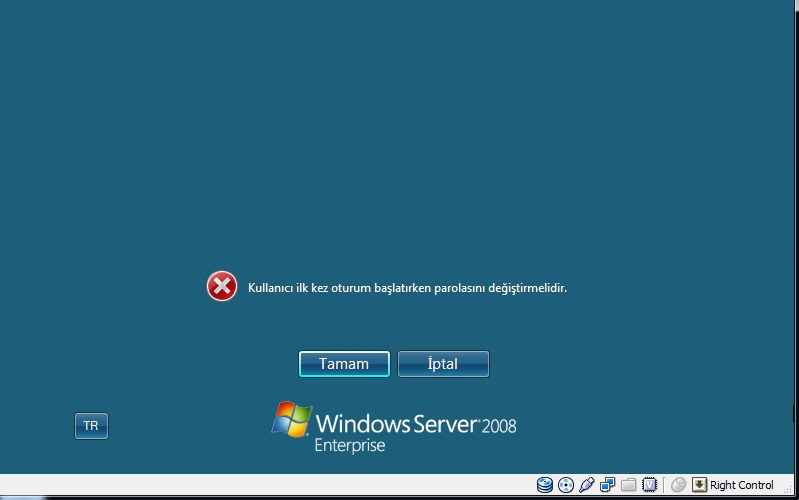 Kullanıcı ilk kez oturum başlatırken parolasını değiştirmelidir.
Tamam
İptal
TR
Windows Server 2008
Enterprise
Right Control